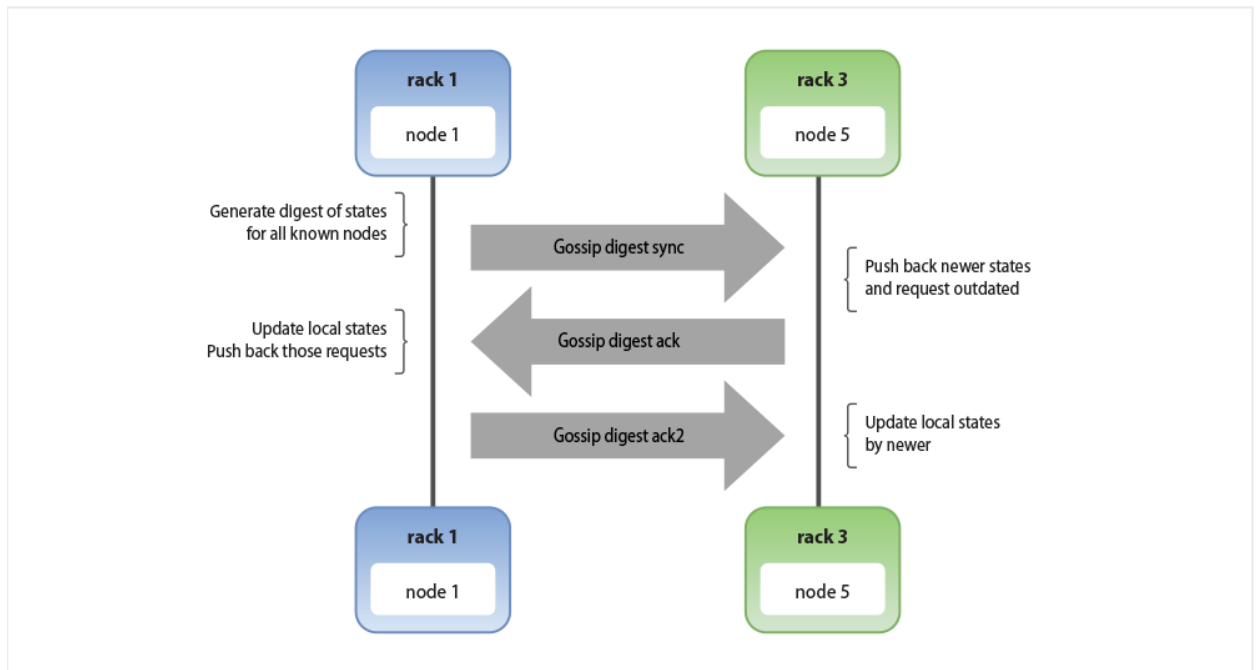 rack 1
node 1
rack 3
node 5
Generate digest of states
for all known nodes
Gossip digest sync
Push back newer states
and request outdated
Update local states
Push back those requests
Gossip digest ack
Gossip digest ack2
Update local states
by newer
rack 1
node 1
rack 3
node 5